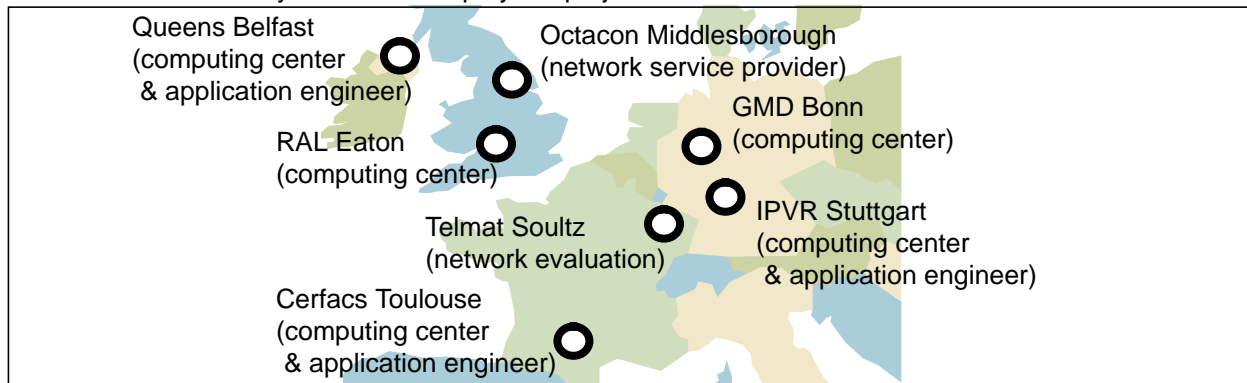 Queens Belfast
(computing center
& application engineer)
Octacon Middlesborough
(network service provider)
GMD Bonn
(computing center)
RAL Eaton
(computing center)
IPVR Stuttgart
(computing center
& application engineer)
Telmat Soultz
(network evaluation)
Cerfacs Toulouse
(computing center
& application engineer)